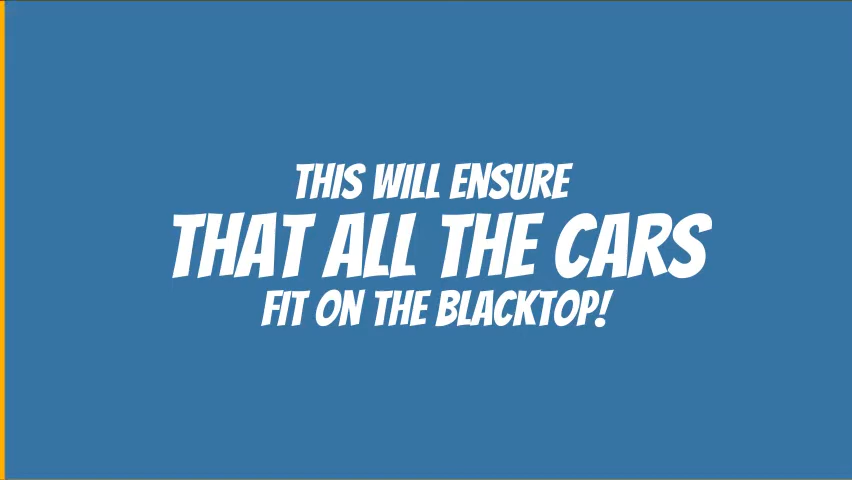 THIS WILL ENSURE
THAT ALL THE CARS
FIT ON THE BLACKTOP!